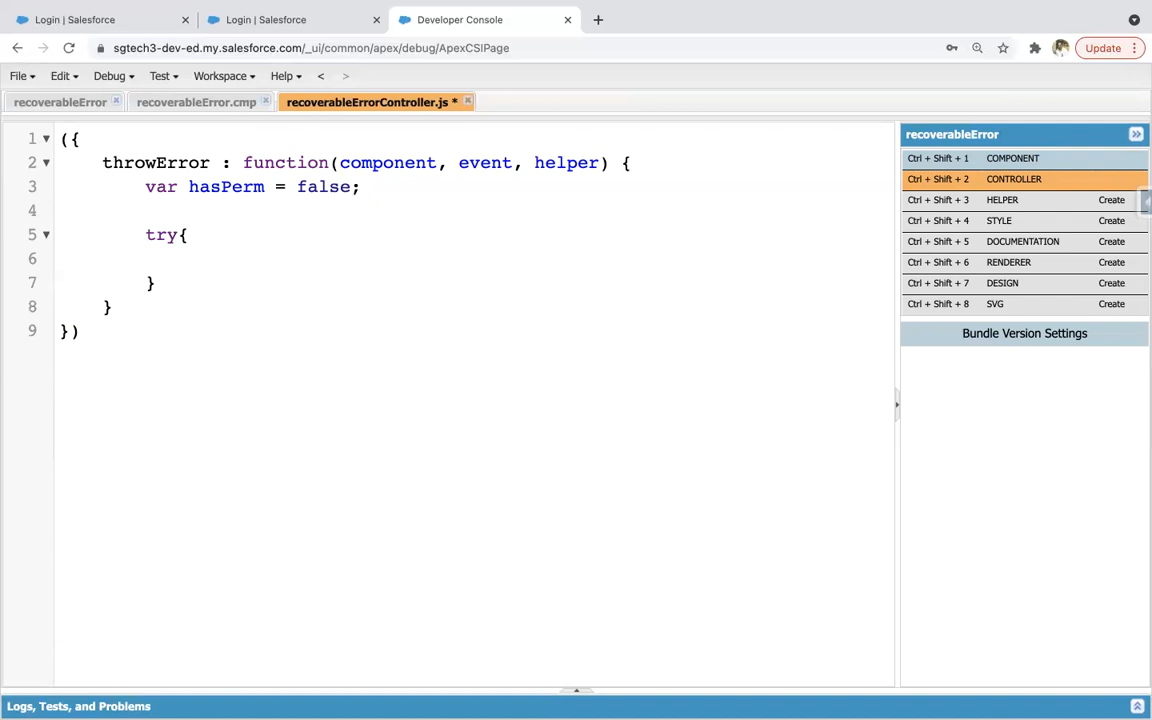 Login | Salesforce
Login | Salesforce
Developer Console
sgtech3-dev-ed.my.salesforce.com/_ui/common/apex/debug/ApexCSIPage
Update
File Edit Debug Test Workspace Help < >
recoverableError
recoverableError.cmp
recoverableErrorController.js *
1 ({
2 throwError : function(component, event, helper) {
3 var hasPerm = false;
4
5 try{
6
7 }
8 }
9 })
recoverableError
Ctrl + Shift + 1 COMPONENT
Ctrl + Shift + 2 CONTROLLER
Ctrl + Shift + 3 HELPER Create
Ctrl + Shift + 4 STYLE Create
Ctrl + Shift + 5 DOCUMENTATION Create
Ctrl + Shift + 6 RENDERER Create
Ctrl + Shift + 7 DESIGN Create
Ctrl + Shift + 8 SVG Create
Bundle Version Settings
Logs, Tests, and Problems